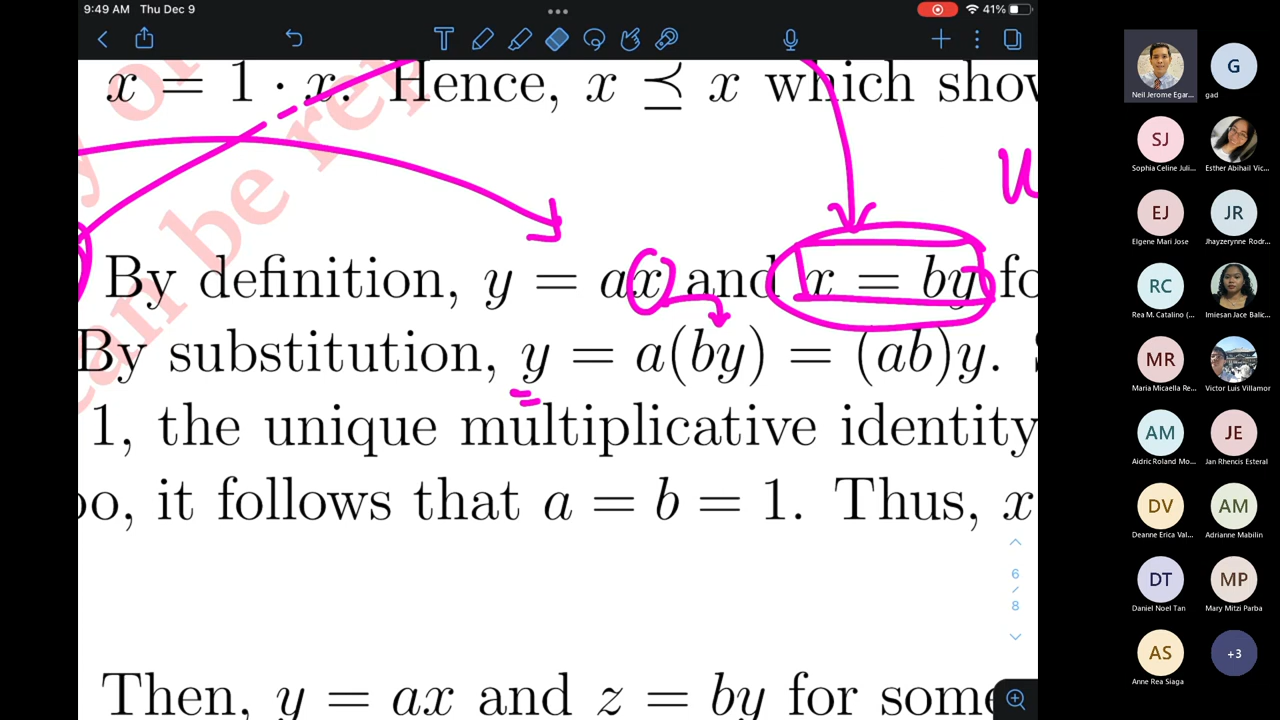 9:49 AM Thu Dec 9
41%
x = 1 · x. Hence, x ⪯ x which show
By definition, y = ax and x = by fo
By substitution, y = a(by) = (ab)y.
1, the unique multiplicative identity
oo, it follows that a = b = 1. Thus, x
Then, y = ax and z = by for some
6
/
8
can be rep
Neil Jerome Egar...
G
gad
SJ
Sophia Celine Juli...
Esther Abihail Vic...
EJ
Elgene Mari Jose
JR
Jhayzerynne Rodr...
RC
Rea M. Catalino (...
Imiesan Jace Balic...
MR
Maria Micaella Re...
Victor Luis Villamor
AM
Aidric Roland Mo...
JE
Jan Rhencis Esteral
DV
Deanne Erica Val...
AM
Adrianne Mabilin
DT
Daniel Noel Tan
MP
Mary Mitzi Parba
AS
Anne Rea Siaga
+3